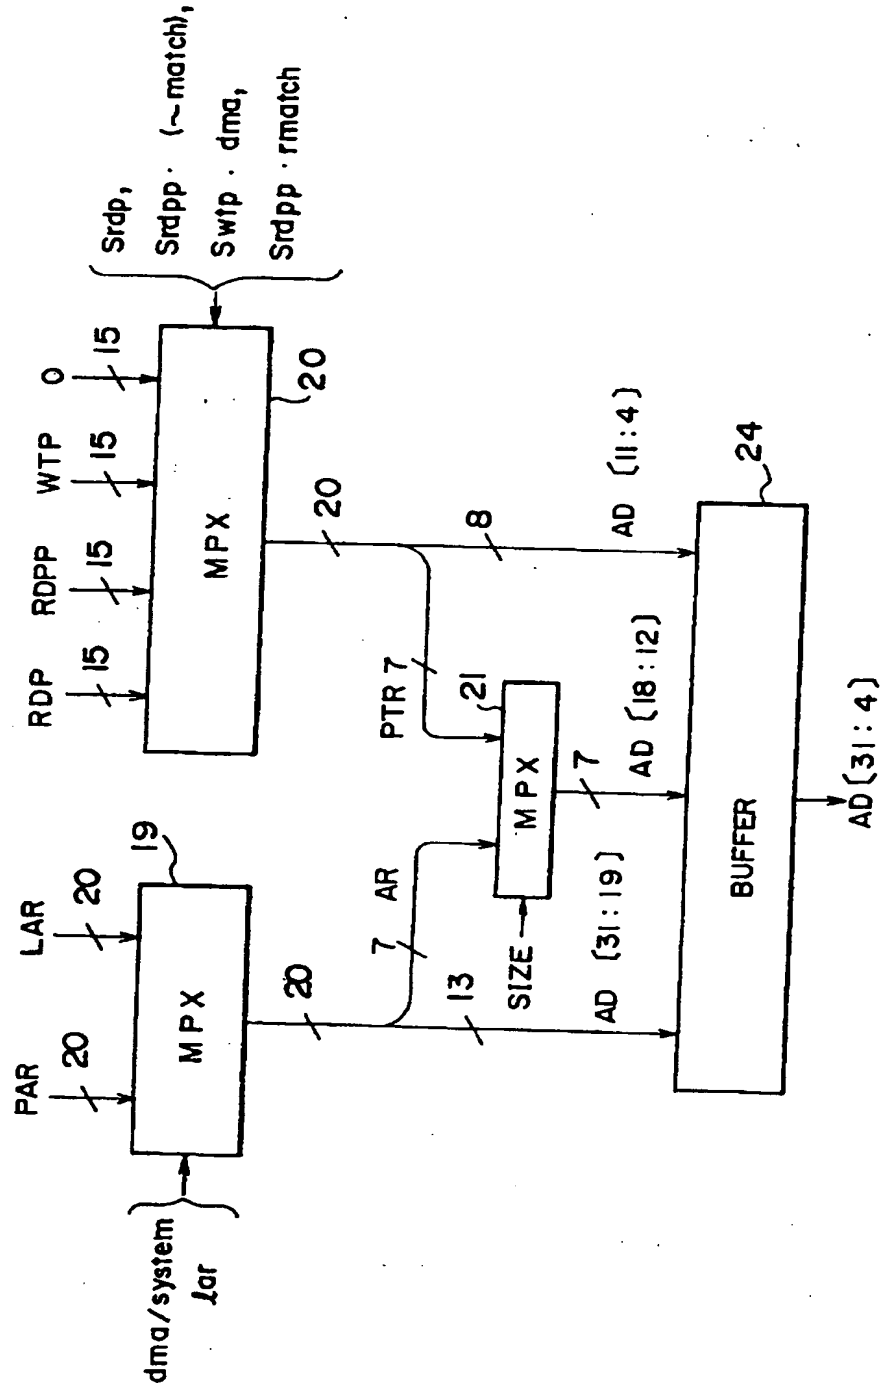 PAR
20
LAR
20
19
dma/system
lar
MPX
20
7
AR
13
RDP
15
RDPP
15
WTP
15
0
15
MPX
20
Srdp,
Srdpp · (~match),
Swtp · dma,
Srdpp · rmatch
20
PTR 7
8
SIZE
MPX
21
7
AD [31:19]
AD [18:12]
AD [11:4]
BUFFER
24
AD [31:4]